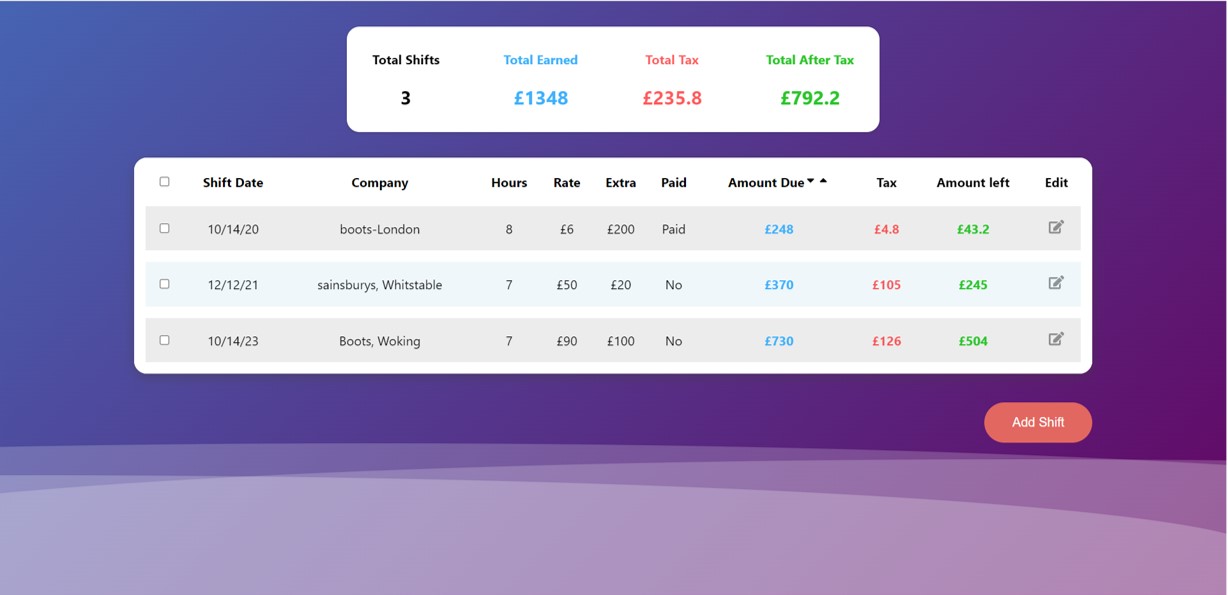 Total Shifts Total Earned Total Tax Total After Tax
3 £1348 £235.8 £792.2
Shift Date Company Hours Rate Extra Paid Amount Due Tax Amount left Edit
10/14/20 boots-London 8 £6 £200 Paid £248 £4.8 £43.2
12/12/21 sainsburys, Whitstable 7 £50 £20 No £370 £105 £245
10/14/23 Boots, Woking 7 £90 £100 No £730 £126 £504
Add Shift